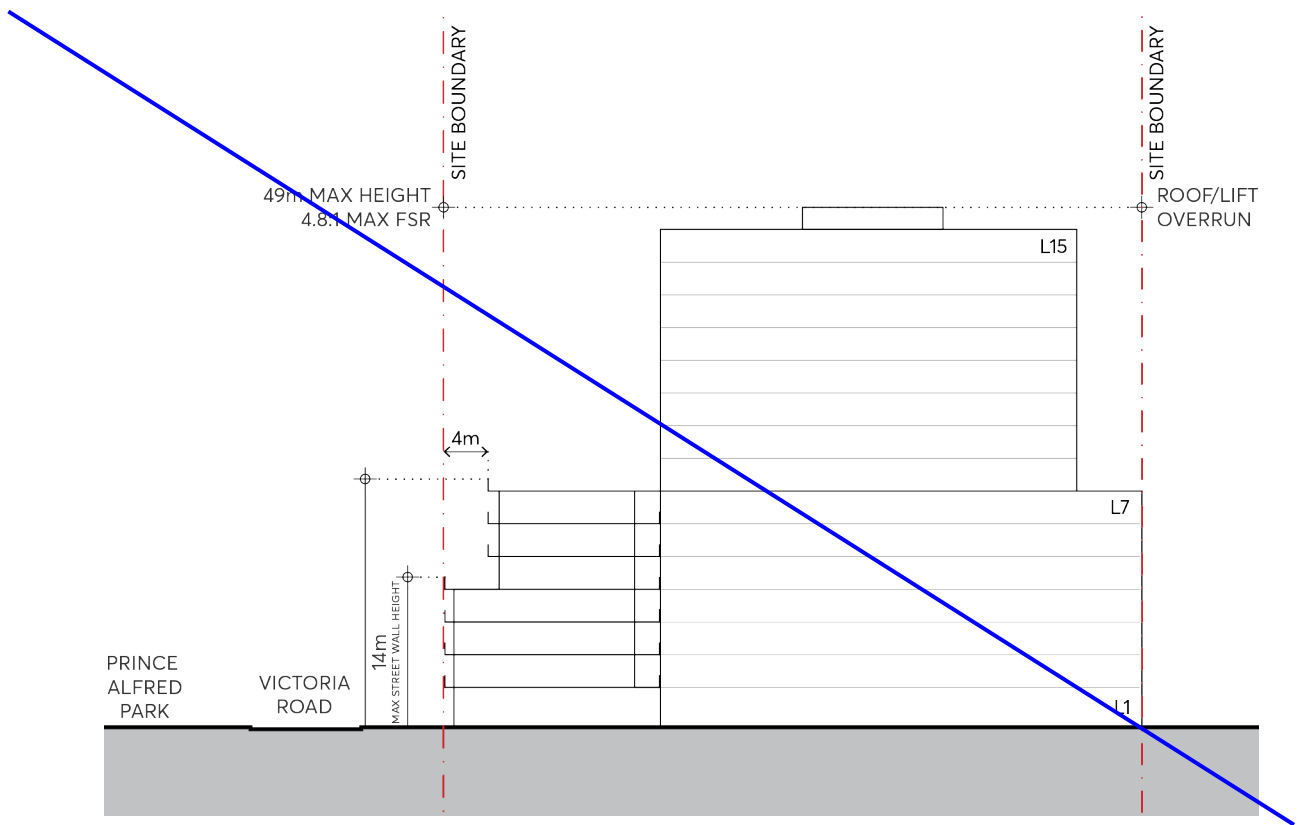 SITE BOUNDARY
SITE BOUNDARY
49m MAX HEIGHT
4.8:1 MAX FSR
ROOF/LIFT
OVERRUN
L15
4m
L7
14m
MAX STREET WALL HEIGHT
PRINCE
ALFRED
PARK
VICTORIA
ROAD
L1